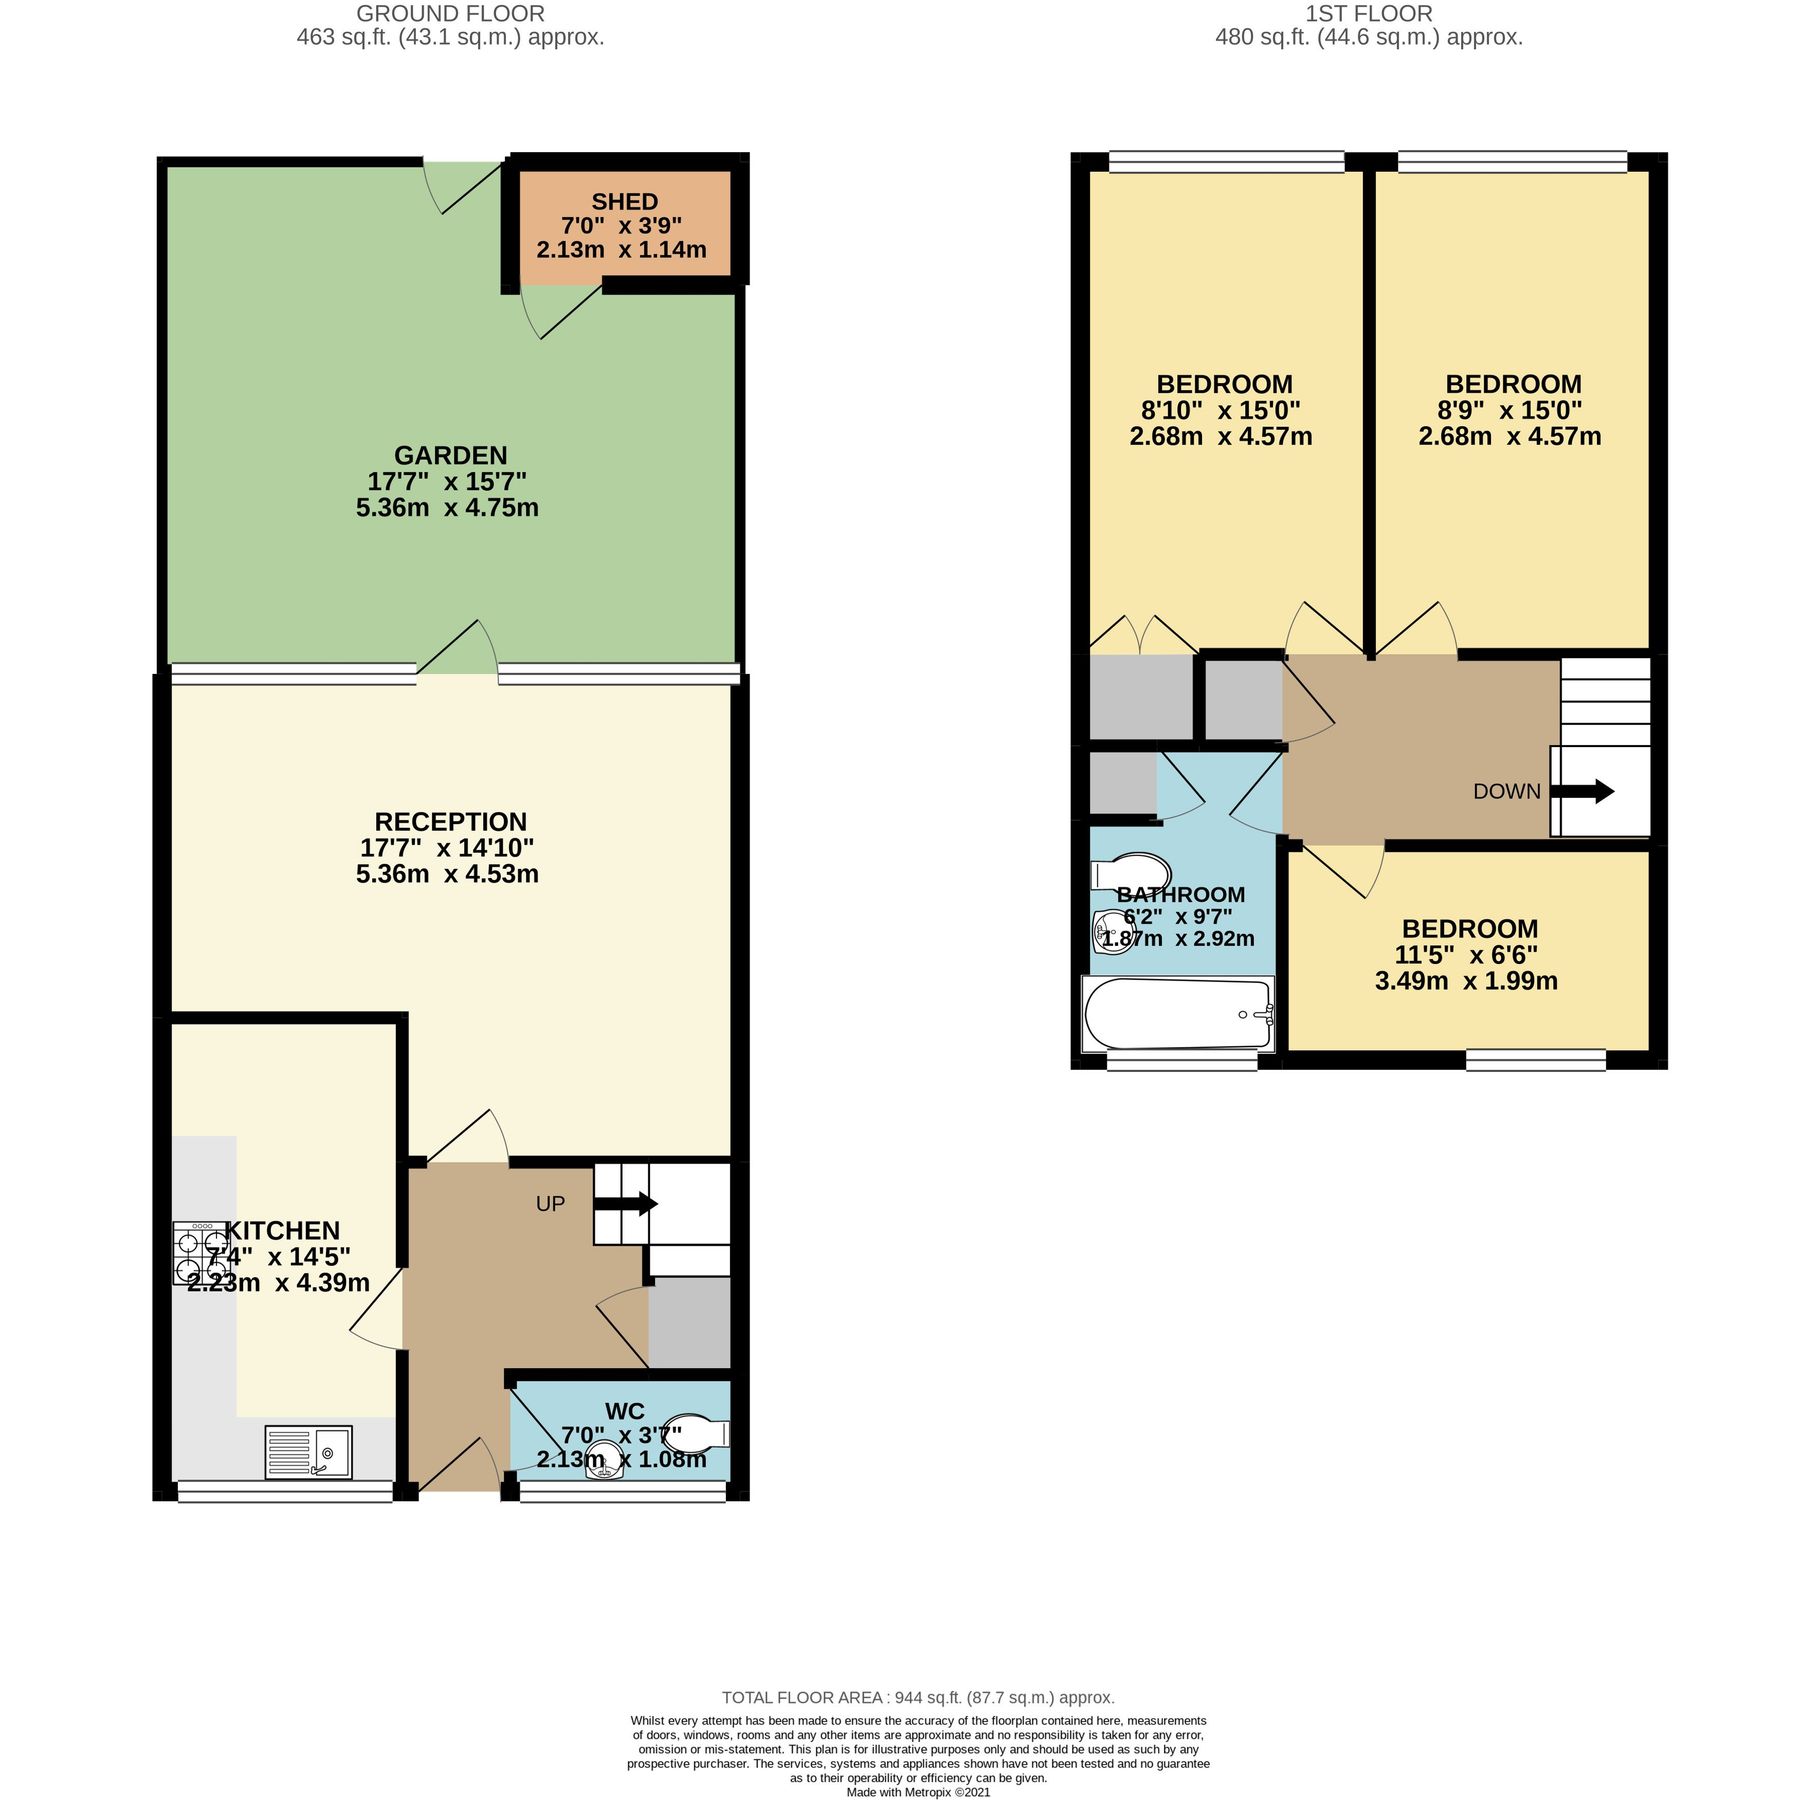 GROUND FLOOR
463 sq.ft. (43.1 sq.m.) approx.
1ST FLOOR
480 sq.ft. (44.6 sq.m.) approx.
SHED
7'0" x 3'9"
2.13m x 1.14m
GARDEN
17'7" x 15'7"
5.36m x 4.75m
RECEPTION
17'7" x 14'10"
5.36m x 4.53m
UP
KITCHEN
7'4" x 14'5"
2.23m x 4.39m
WC
7'0" x 3'7"
2.13m x 1.08m
BEDROOM
8'10" x 15'0"
2.68m x 4.57m
BEDROOM
8'9" x 15'0"
2.68m x 4.57m
DOWN
BATHROOM
6'2" x 9'7"
1.87m x 2.92m
BEDROOM
11'5" x 6'6"
3.49m x 1.99m
TOTAL FLOOR AREA : 944 sq.ft. (87.7 sq.m.) approx.
Whilst every attempt has been made to ensure the accuracy of the floorplan contained here, measurements
of doors, windows, rooms and any other items are approximate and no responsibility is taken for any error,
omission or mis-statement. This plan is for illustrative purposes only and should be used as such by any
prospective purchaser. The services, systems and appliances shown have not been tested and no guarantee
as to their operability or efficiency can be given.
Made with Metropix ©2021